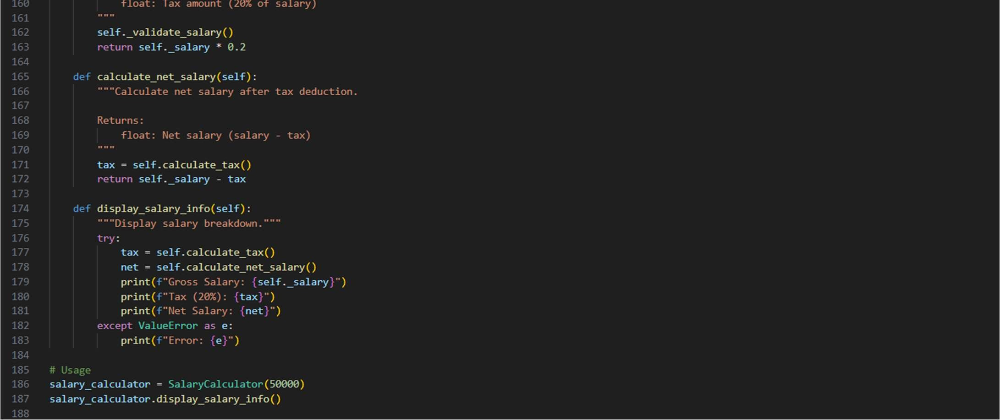 160 float: Tax amount (20% of salary)
161 """
162 self._validate_salary()
163 return self._salary * 0.2
164
165 def calculate_net_salary(self):
166 """Calculate net salary after tax deduction.
167
168 Returns:
169 float: Net salary (salary - tax)
170 """
171 tax = self.calculate_tax()
172 return self._salary - tax
173
174 def display_salary_info(self):
175 """Display salary breakdown."""
176 try:
177 tax = self.calculate_tax()
178 net = self.calculate_net_salary()
179 print(f"Gross Salary: {self._salary}")
180 print(f"Tax (20%): {tax}")
181 print(f"Net Salary: {net}")
182 except ValueError as e:
183 print(f"Error: {e}")
184
185 # Usage
186 salary_calculator = SalaryCalculator(50000)
187 salary_calculator.display_salary_info()
188